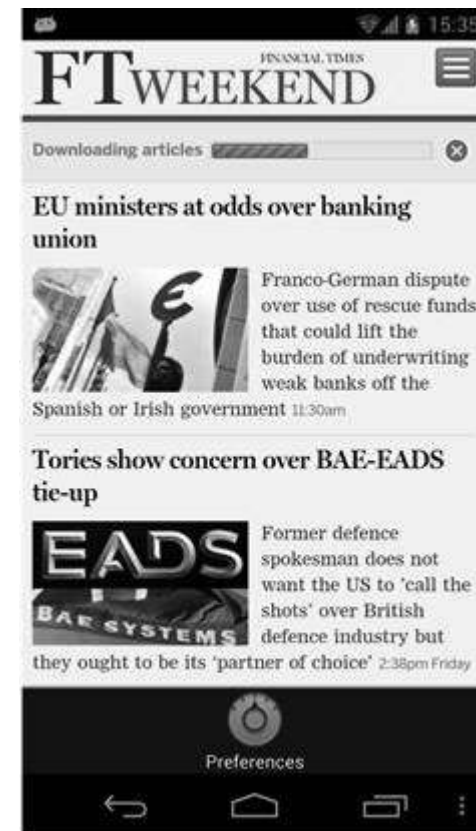 15:35
FINANCIAL TIMES
FT WEEKEND
Downloading articles
EU ministers at odds over banking
union
Franco-German dispute
over use of rescue funds
that could lift the
burden of underwriting
weak banks off the
Spanish or Irish government 11:30am
Tories show concern over BAE-EADS
tie-up
EADS
BAE SYSTEMS
Former defence
spokesman does not
want the US to 'call the
shots' over British
defence industry but
they ought to be its 'partner of choice' 2:38pm Friday
Preferences